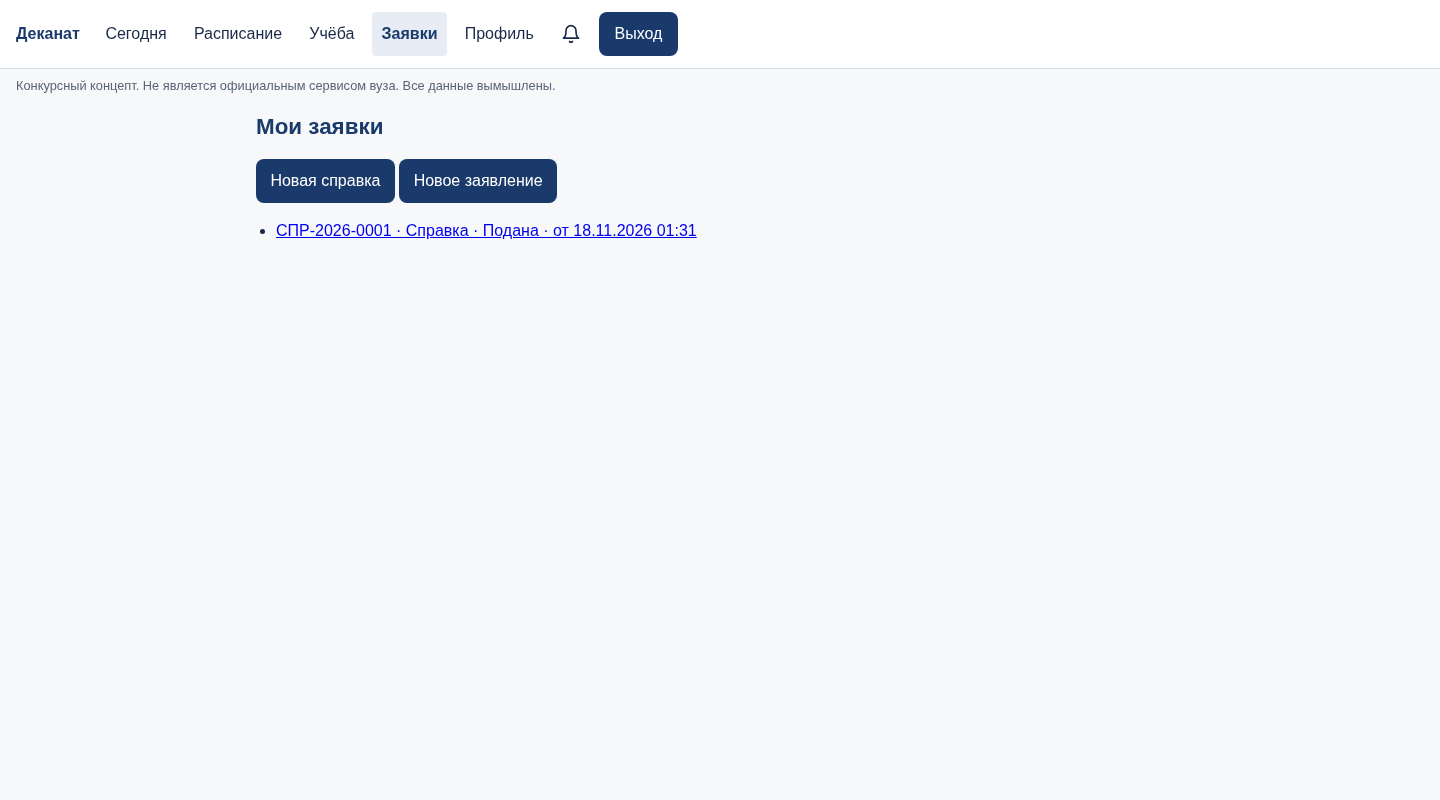 Деканат Сегодня Расписание Учёба Заявки Профиль Выход
Конкурсный концепт. Не является официальным сервисом вуза. Все данные вымышлены.
Мои заявки
Новая справка Новое заявление
СПР-2026-0001 · Справка · Подана · от 18.11.2026 01:31